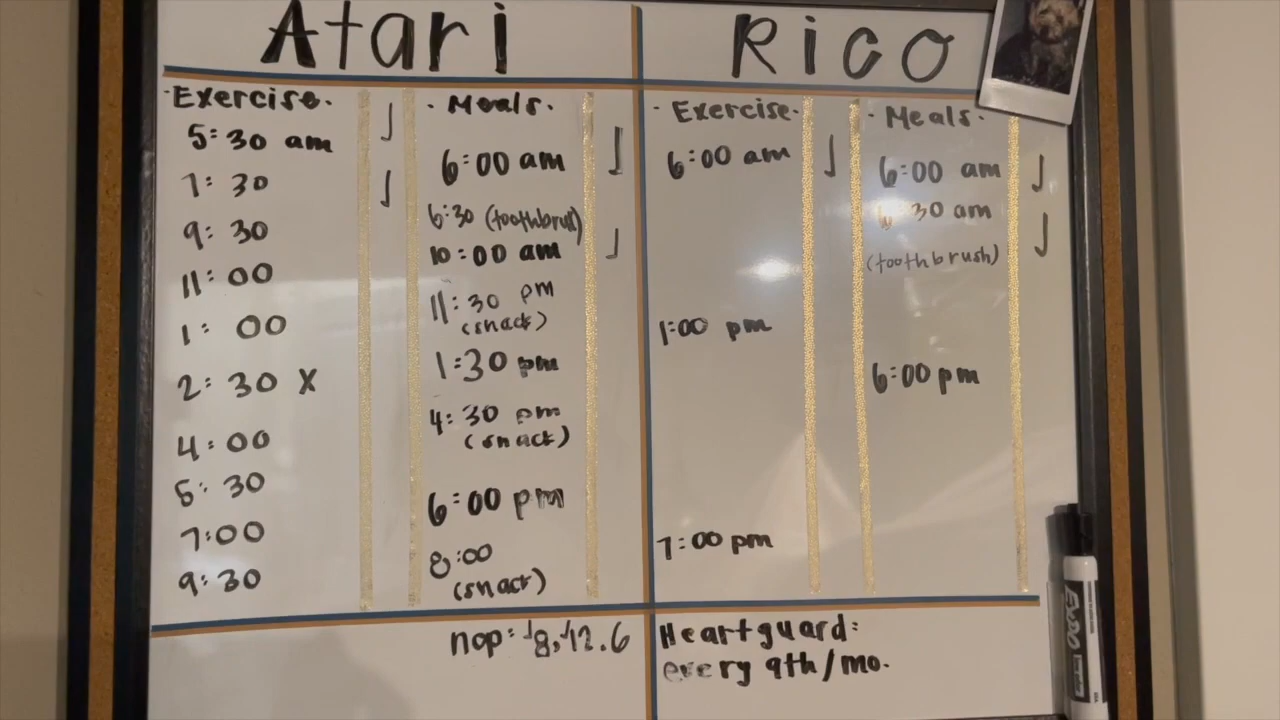 Atari
· Exercise.
5:30 am
7:30
9:30
11:00
1:00
2:30 X
4:00
5:30
7:00
9:30
· Meals.
6:00 am
6:30 (toothbrush)
10:00 am
11:30 pm
(snack)
1:30 pm
4:30 pm
(snack)
6:00 pm
8:00
(snack)
Rico
· Exercise.
6:00 am
1:00 pm
7:00 pm
· Meals.
6:00 am
6:30 am
(toothbrush)
6:00 pm
Heartguard:
every 9th/mo.
EXPO